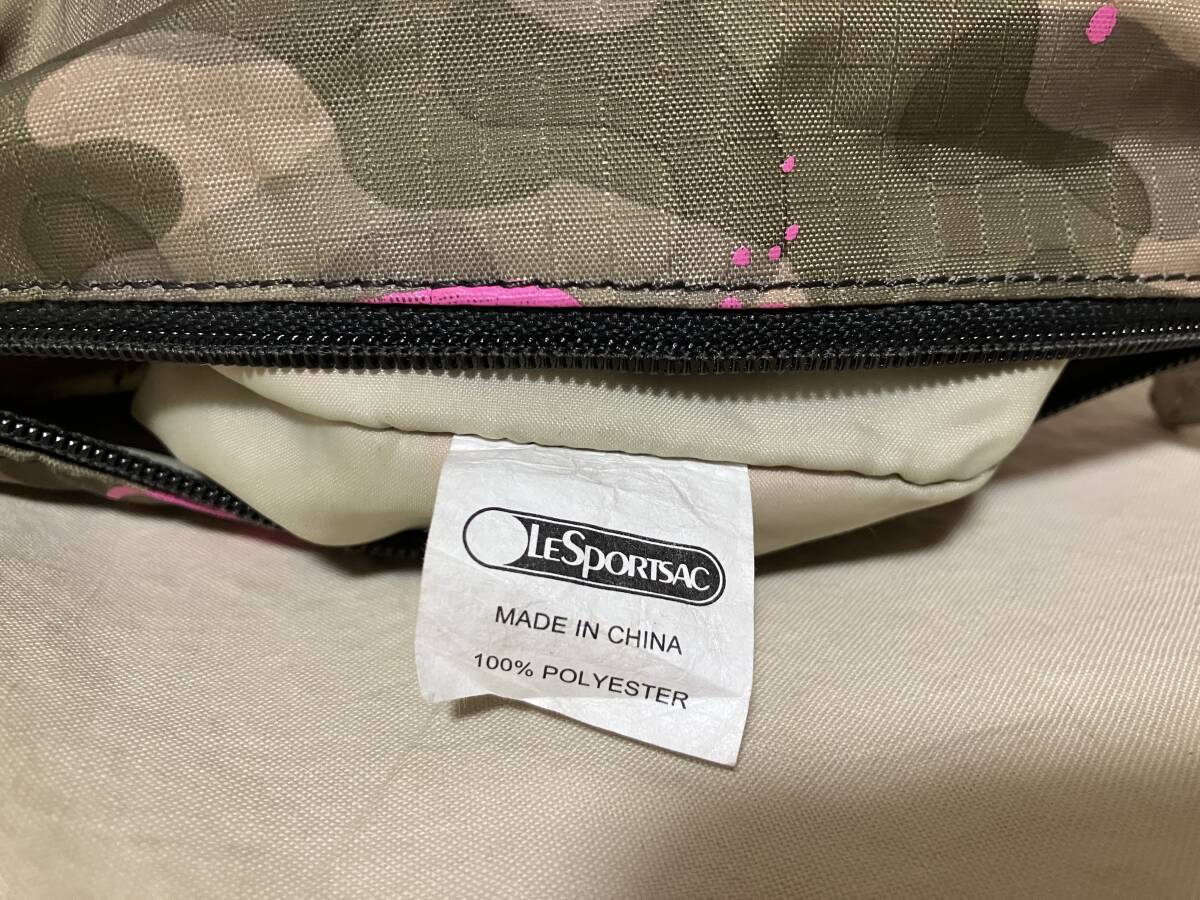 LESPORTSAC
MADE IN CHINA
100% POLYESTER